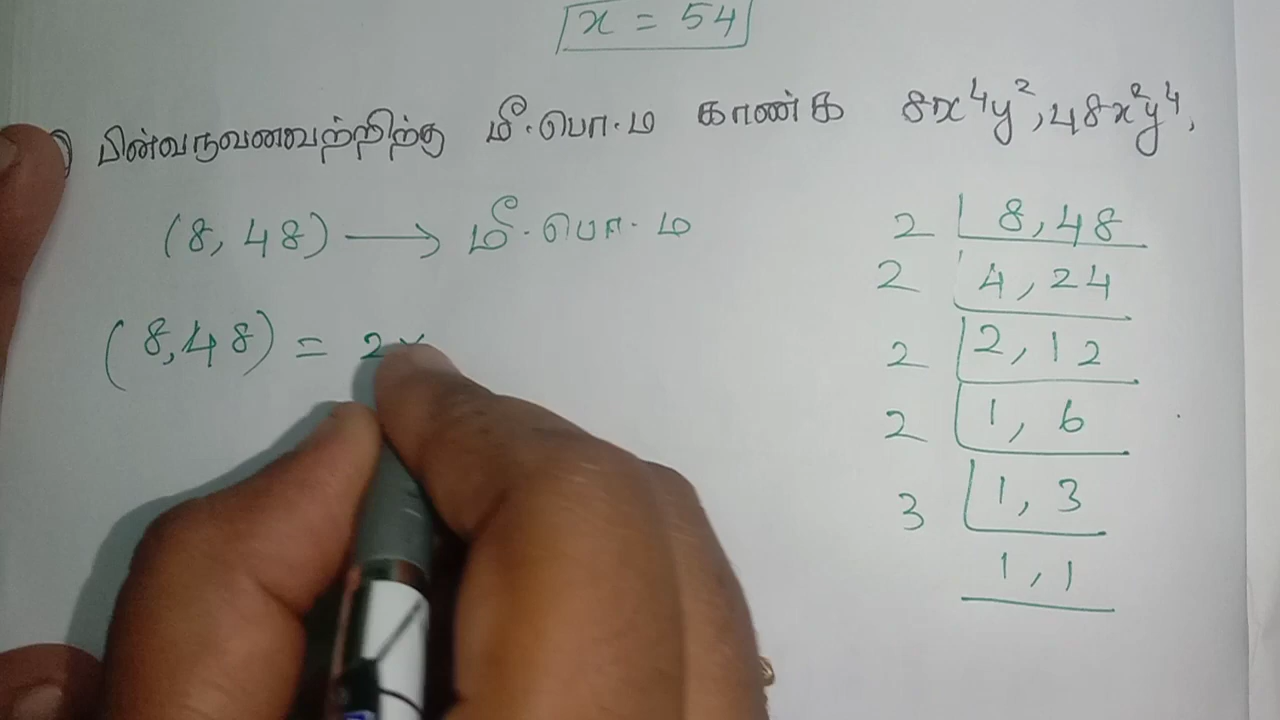 x = 54
பின்வருவனவற்றிற்கு மீ.பொ.ம காண்க 8x⁴y², 48x²y⁴,
(8, 48) → மீ.பொ.ம
(8, 48) = 2×
2 | 8, 48
2 | 4, 24
2 | 2, 12
2 | 1, 6
3 | 1, 3
1, 1